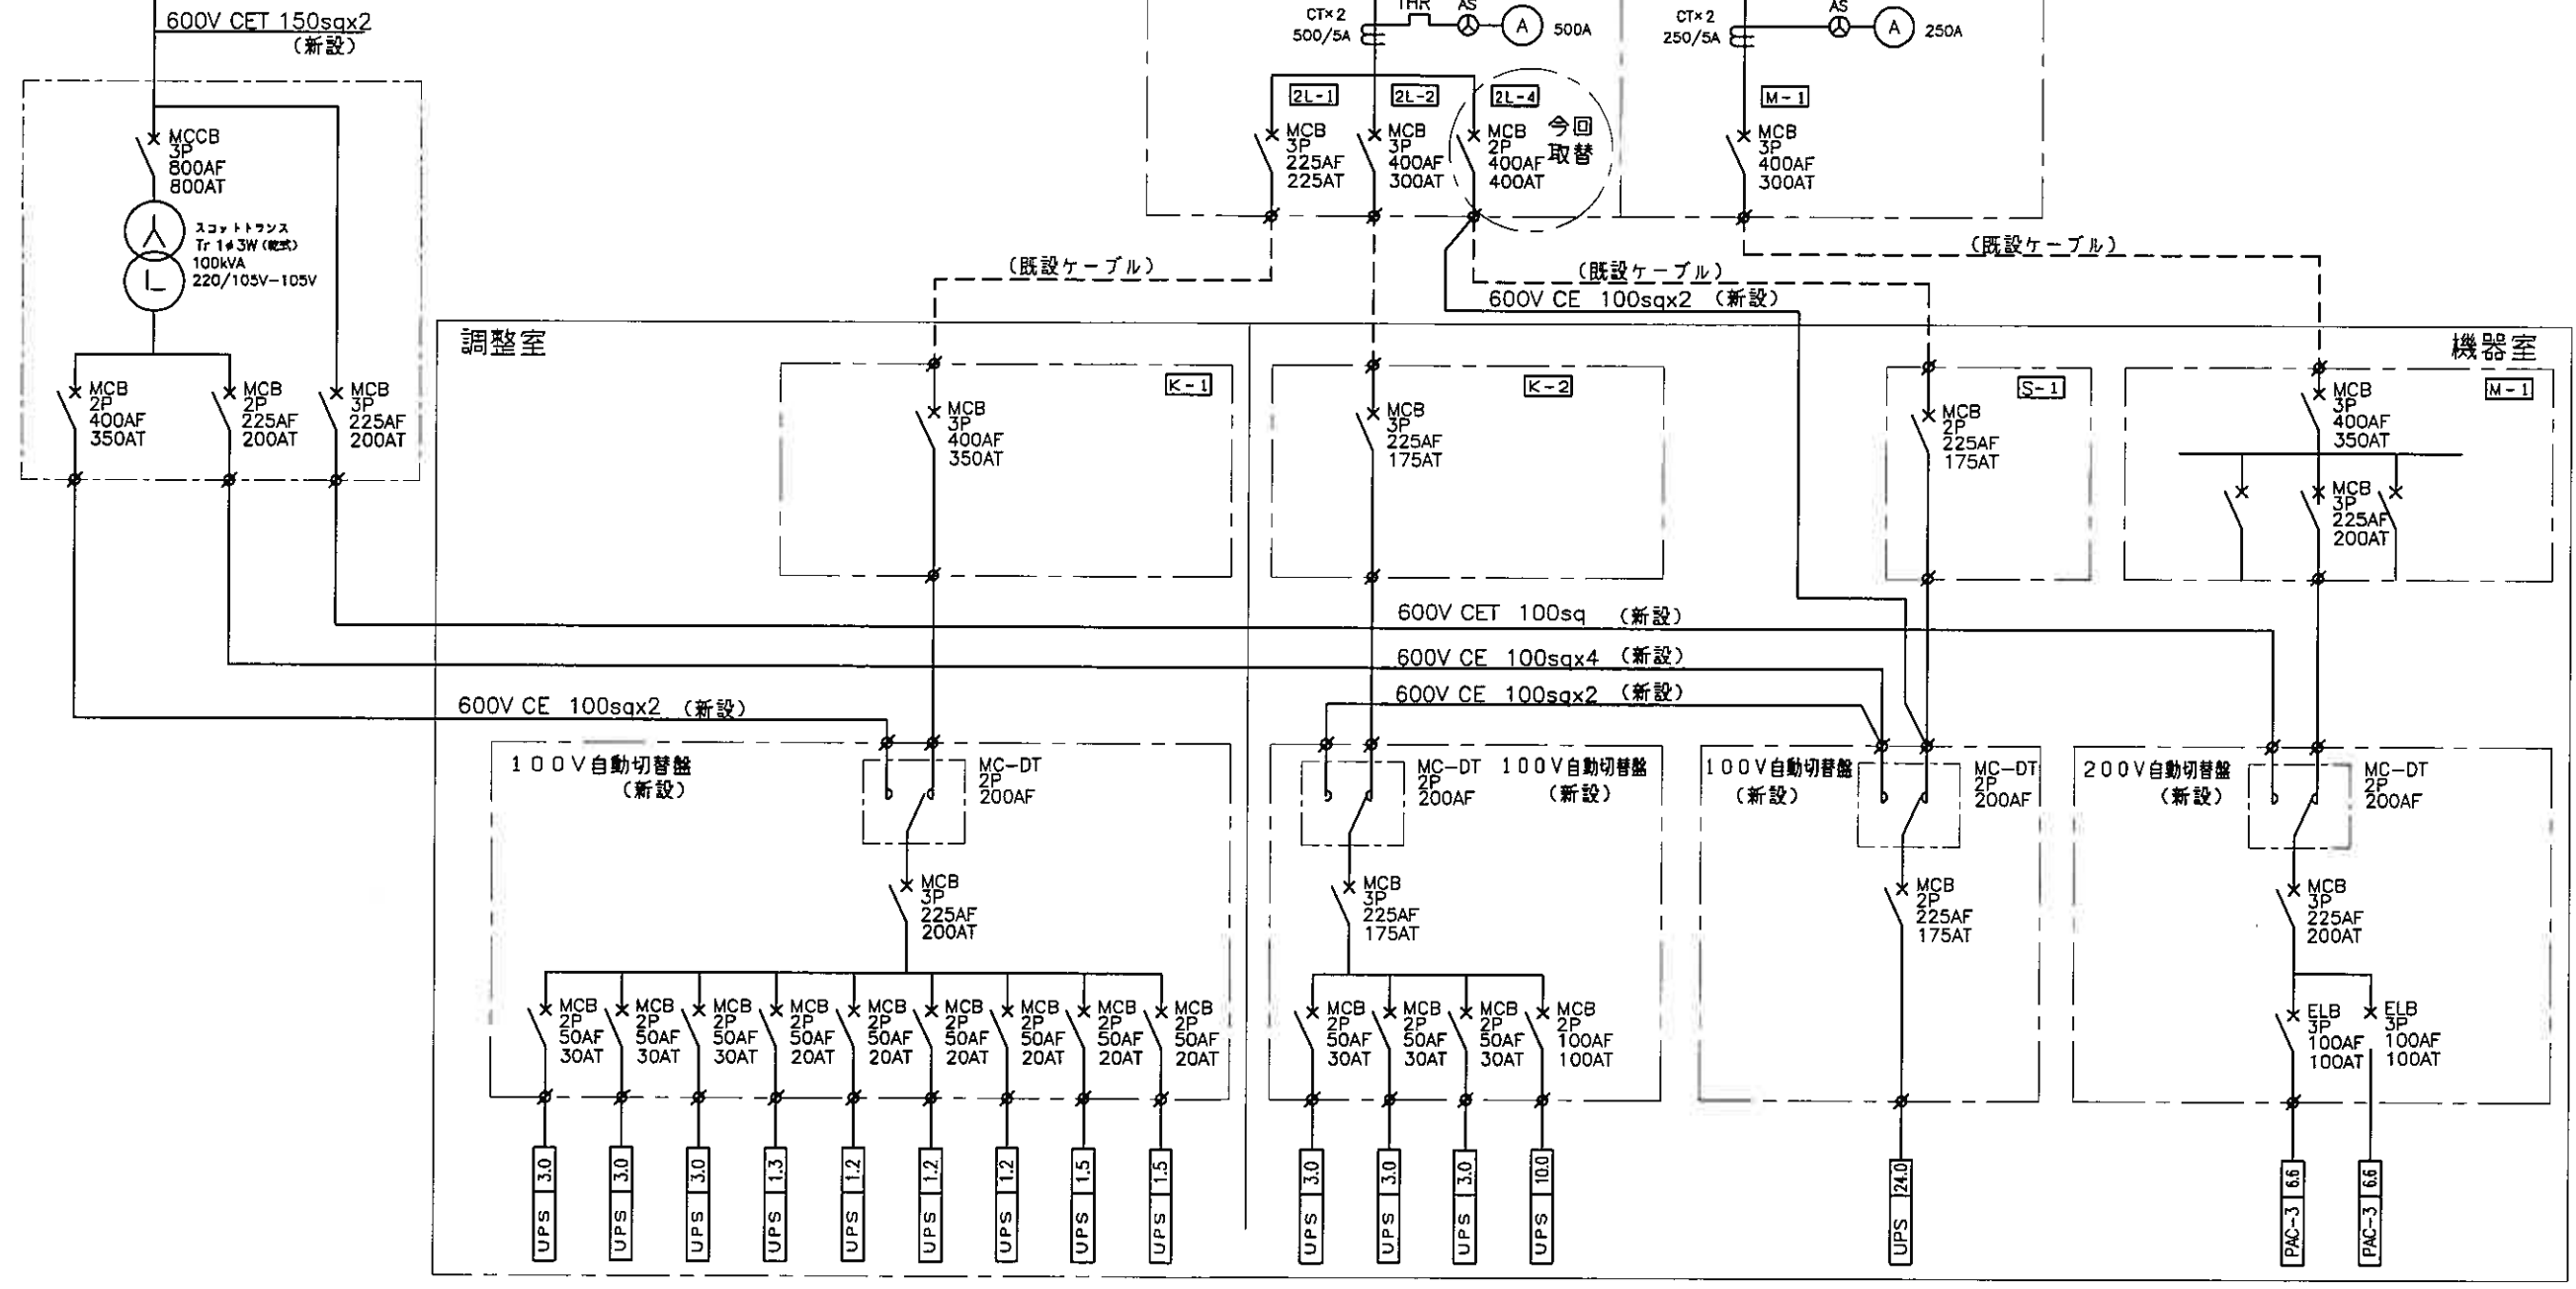 600V CET 150sqx2
(新設)
CT×2
500/5A
THR
AS
A
500A
CT×2
250/5A
AS
A
250A
MCCB
3P
800AF
800AT
スコットトランス
Tr 1φ3W (乾式)
100kVA
220/105V-105V
2L-1
MCB
3P
225AF
225AT
2L-2
MCB
3P
400AF
300AT
2L-4
MCB
2P
400AF
400AT
今回
取替
M-1
MCB
3P
400AF
300AT
(既設ケーブル)
(既設ケーブル)
(既設ケーブル)
600V CE 100sqx2 (新設)
調整室
機器室
MCB
2P
400AF
350AT
MCB
2P
225AF
200AT
MCB
3P
225AF
200AT
K-1
MCB
3P
400AF
350AT
K-2
MCB
3P
225AF
175AT
S-1
MCB
2P
225AF
175AT
M-1
MCB
3P
400AF
350AT
MCB
3P
225AF
200AT
600V CET 100sq (新設)
600V CE 100sqx4 (新設)
600V CE 100sqx2 (新設)
600V CE 100sqx2 (新設)
100V自動切替盤
(新設)
MC-DT
2P
200AF
MC-DT
2P
200AF
100V自動切替盤
(新設)
100V自動切替盤
(新設)
MC-DT
2P
200AF
200V自動切替盤
(新設)
MC-DT
2P
200AF
MCB
3P
225AF
200AT
MCB
3P
225AF
175AT
MCB
2P
225AF
175AT
MCB
3P
225AF
200AT
MCB
2P
50AF
30AT
MCB
2P
50AF
30AT
MCB
2P
50AF
30AT
MCB
2P
50AF
20AT
MCB
2P
50AF
20AT
MCB
2P
50AF
20AT
MCB
2P
50AF
20AT
MCB
2P
50AF
20AT
MCB
2P
50AF
20AT
MCB
2P
50AF
30AT
MCB
2P
50AF
30AT
MCB
2P
50AF
30AT
MCB
2P
100AF
100AT
ELB
3P
100AF
100AT
ELB
3P
100AF
100AT
UPS 3.0
UPS 3.0
UPS 3.0
UPS 1.3
UPS 1.2
UPS 1.2
UPS 1.2
UPS 1.5
UPS 1.5
UPS 3.0
UPS 3.0
UPS 3.0
UPS 10.0
UPS 24.0
PAC-3 6.6
PAC-3 6.6